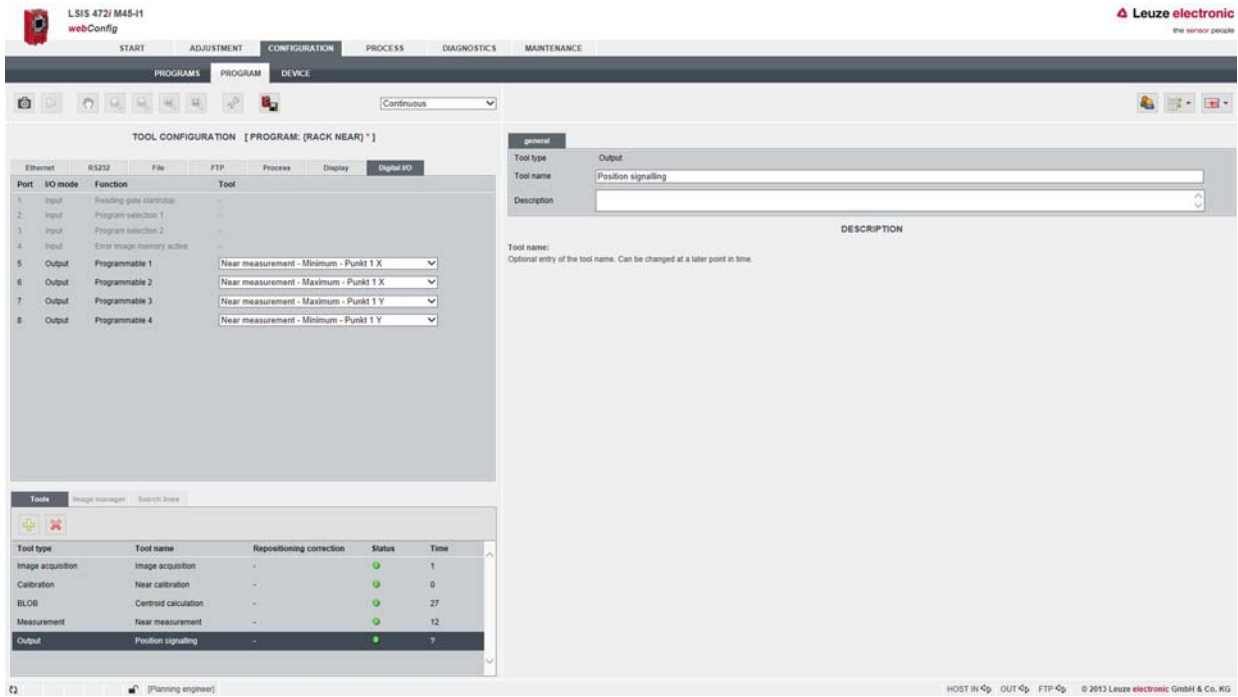 LSIS 472i M45-I1
webConfig
Leuze electronic
the sensor people
START ADJUSTMENT CONFIGURATION PROCESS DIAGNOSTICS MAINTENANCE
PROGRAMS PROGRAM DEVICE
Continuous
TOOL CONFIGURATION [ PROGRAM: (RACK NEAR) * ]
Ethernet RS232 File FTP Process Display Digital I/O
Port I/O mode Function Tool
1 Input Reading gate start/stop -
2 Input Program selection 1 -
3 Input Program selection 2 -
4 Input Error image memory active -
5 Output Programmable 1 Near measurement - Minimum - Punkt 1 X
6 Output Programmable 2 Near measurement - Maximum - Punkt 1 X
7 Output Programmable 3 Near measurement - Maximum - Punkt 1 Y
8 Output Programmable 4 Near measurement - Minimum - Punkt 1 Y
general
Tool type Output
Tool name Position signalling
Description
DESCRIPTION
Tool name:
Optional entry of the tool name. Can be changed at a later point in time.
Tools Image manager Search lines
Tool type Tool name Repositioning correction Status Time
Image acquisition Image acquisition - 1
Calibration Near calibration - 0
BLOB Centroid calculation - 27
Measurement Near measurement - 12
Output Position signalling - ?
[Planning engineer]
HOST IN OUT FTP © 2013 Leuze electronic GmbH & Co. KG